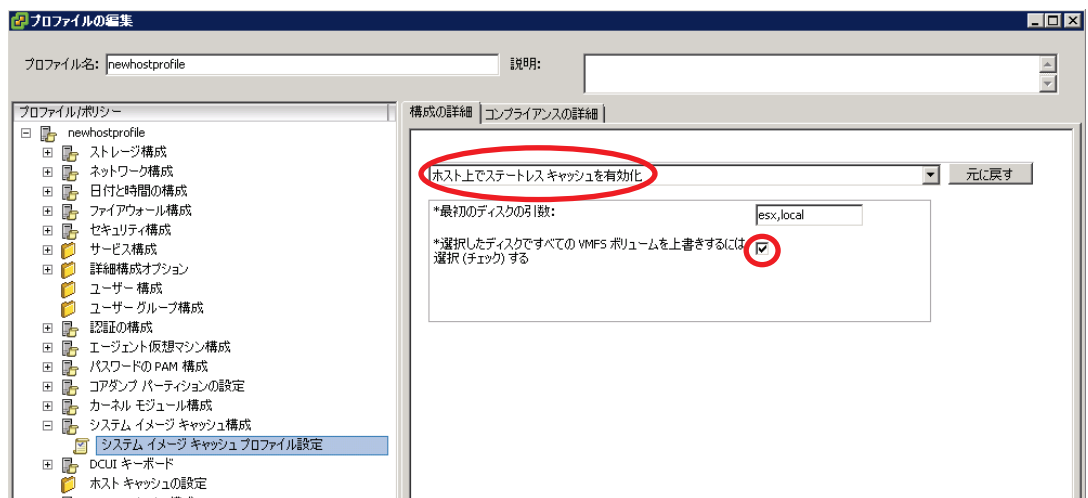 プロファイルの編集
プロファイル名: newhostprofile
説明:
プロファイル/ポリシー
newhostprofile
ストレージ構成
ネットワーク構成
日付と時間の構成
ファイアウォール構成
セキュリティ構成
サービス構成
詳細構成オプション
ユーザー 構成
ユーザー グループ構成
認証の構成
エージェント仮想マシン構成
パスワードの PAM 構成
コアダンプ パーティションの設定
カーネル モジュール構成
システム イメージ キャッシュ構成
システム イメージ キャッシュ プロファイル設定
DCUI キーボード
ホスト キャッシュの設定
構成の詳細
コンプライアンスの詳細
ホスト上でステートレス キャッシュを有効化
元に戻す
*最初のディスクの引数:
esx,local
*選択したディスクですべての VMFS ボリュームを上書きするには
選択 (チェック) する